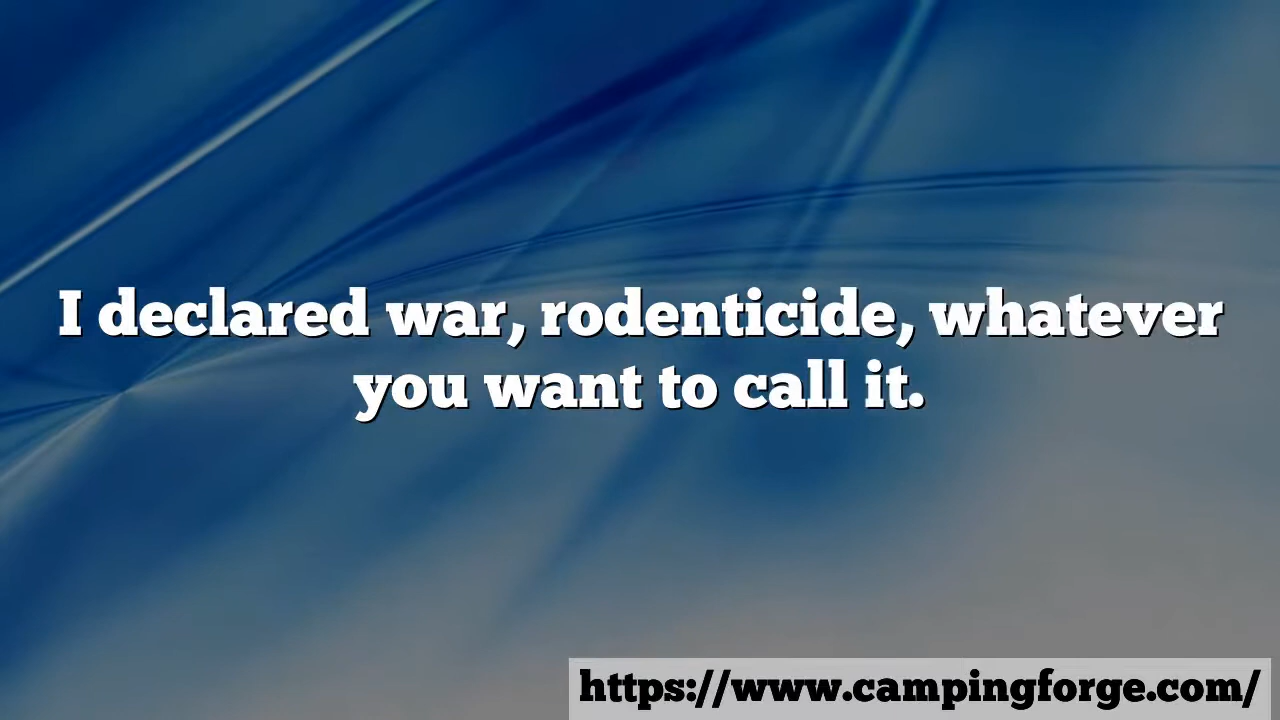 I declared war, rodenticide, whatever
you want to call it.
https://www.campingforge.com/